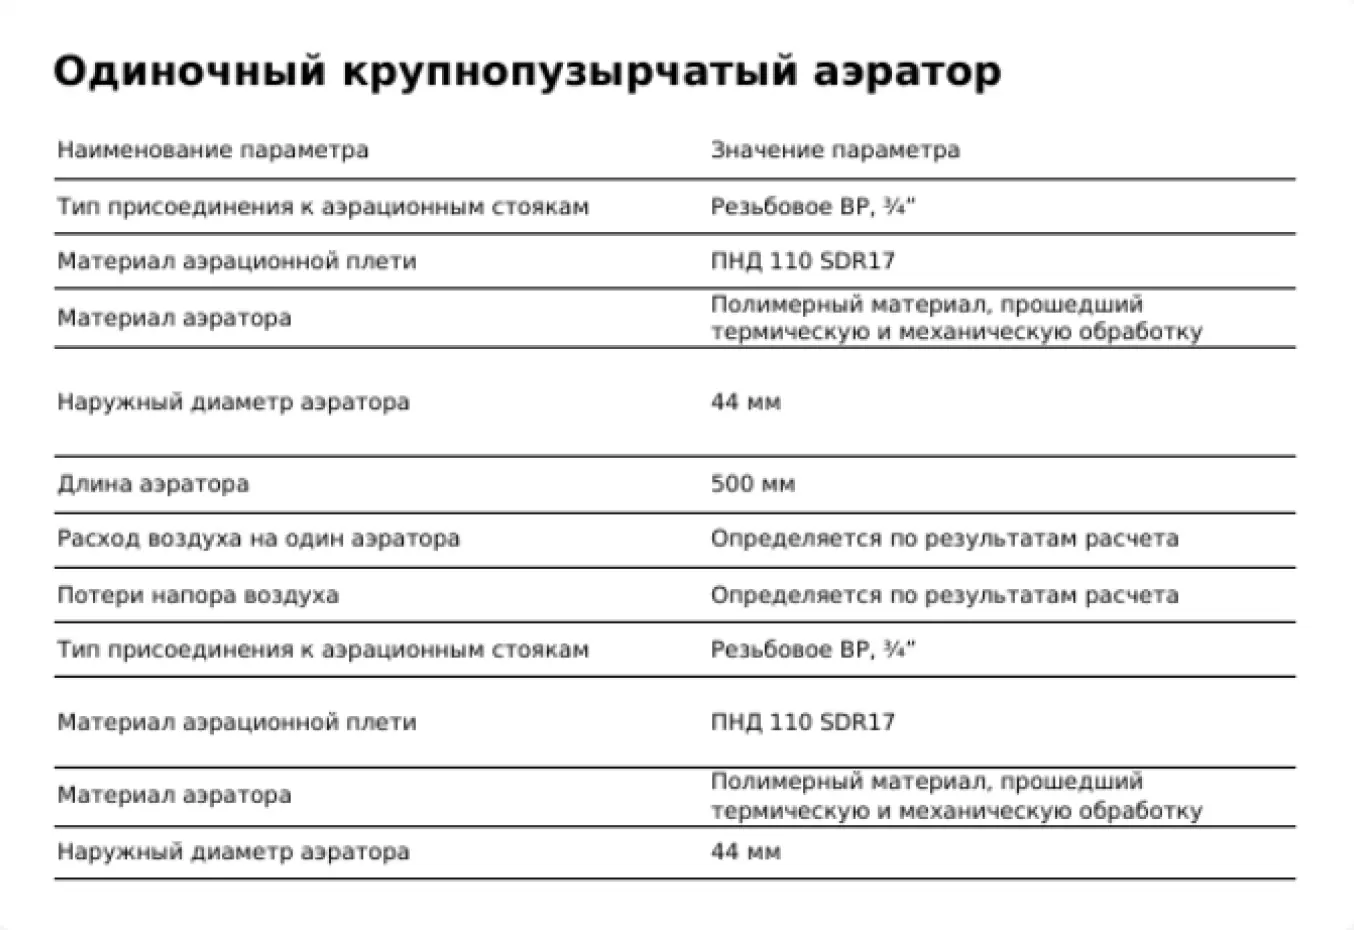 Одиночный крупнопузырчатый аэратор
Наименование параметра Значение параметра
Тип присоединения к аэрационным стоякам Резьбовое ВР, ¾”
Материал аэрационной плети ПНД 110 SDR17
Материал аэратора Полимерный материал, прошедший
термическую и механическую обработку
Наружный диаметр аэратора 44 мм
Длина аэратора 500 мм
Расход воздуха на один аэратора Определяется по результатам расчета
Потери напора воздуха Определяется по результатам расчета
Тип присоединения к аэрационным стоякам Резьбовое ВР, ¾”
Материал аэрационной плети ПНД 110 SDR17
Материал аэратора Полимерный материал, прошедший
термическую и механическую обработку
Наружный диаметр аэратора 44 мм